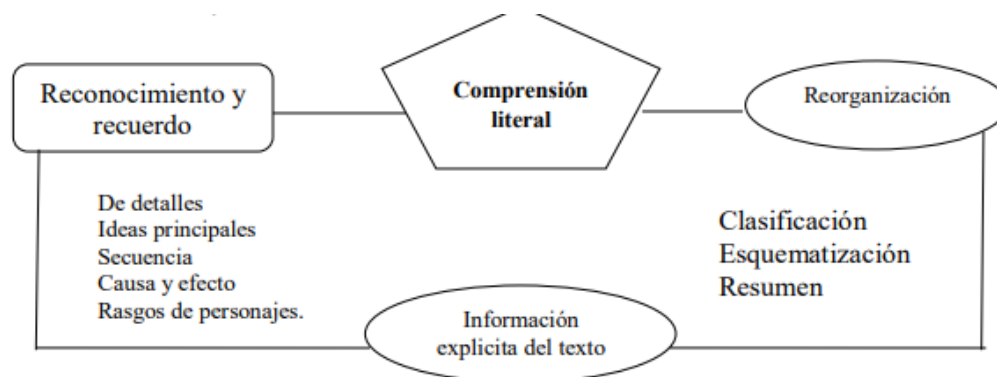 Reconocimiento y
recuerdo
Comprensión
literal
Reorganización
De detalles
Ideas principales
Secuencia
Causa y efecto
Rasgos de personajes.
Clasificación
Esquematización
Resumen
Información
explicita del texto